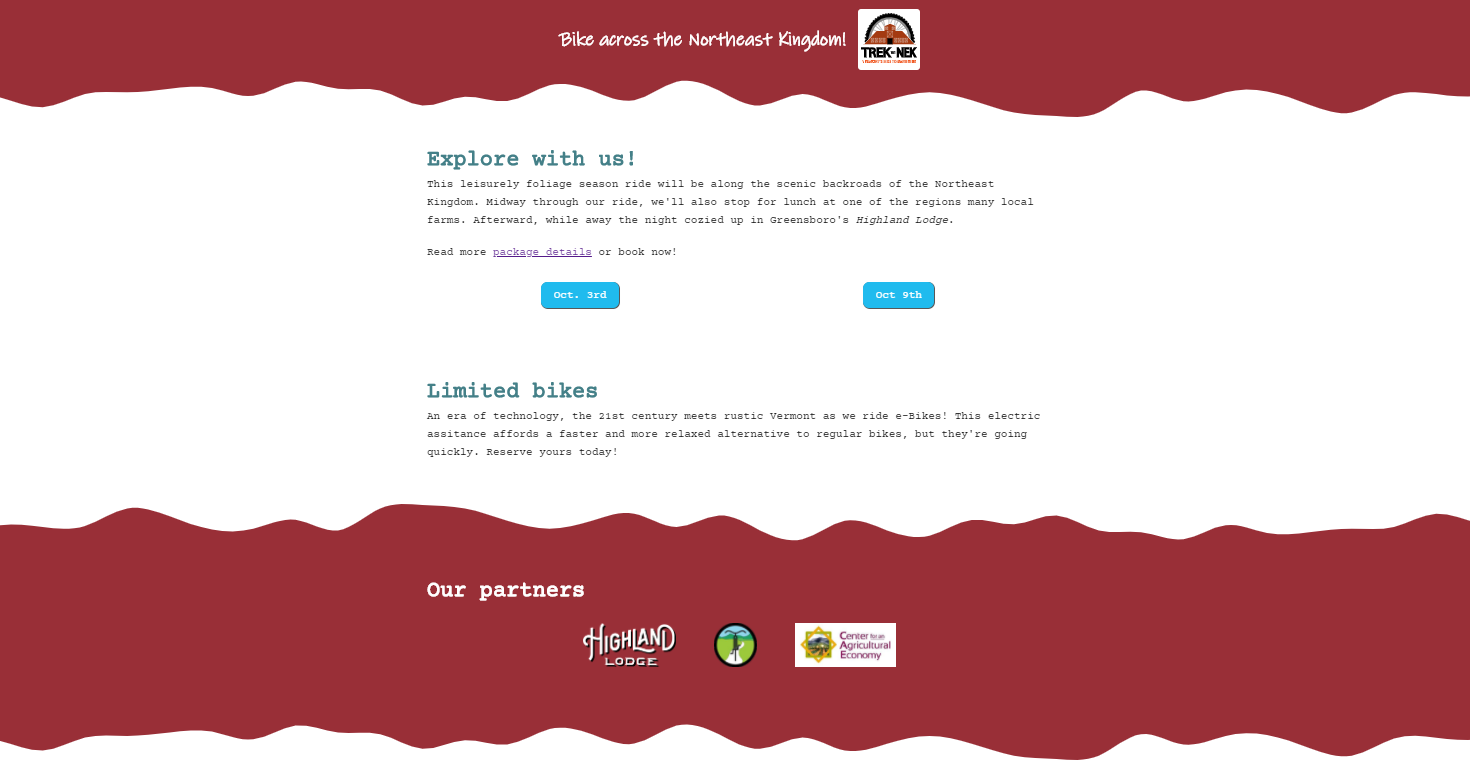 Bike across the Northeast Kingdom!
TREK NEK
Explore with us!
This leisurely foliage season ride will be along the scenic backroads of the Northeast
Kingdom. Midway through our ride, we'll also stop for lunch at one of the regions many local
farms. Afterward, while away the night cozied up in Greensboro's Highland Lodge.
Read more package details or book now!
Oct. 3rd
Oct 9th
Limited bikes
An era of technology, the 21st century meets rustic Vermont as we ride e-Bikes! This electric
assitance affords a faster and more relaxed alternative to regular bikes, but they're going
quickly. Reserve yours today!
Our partners
HIGHLAND
LODGE
Center for an
Agricultural
Economy